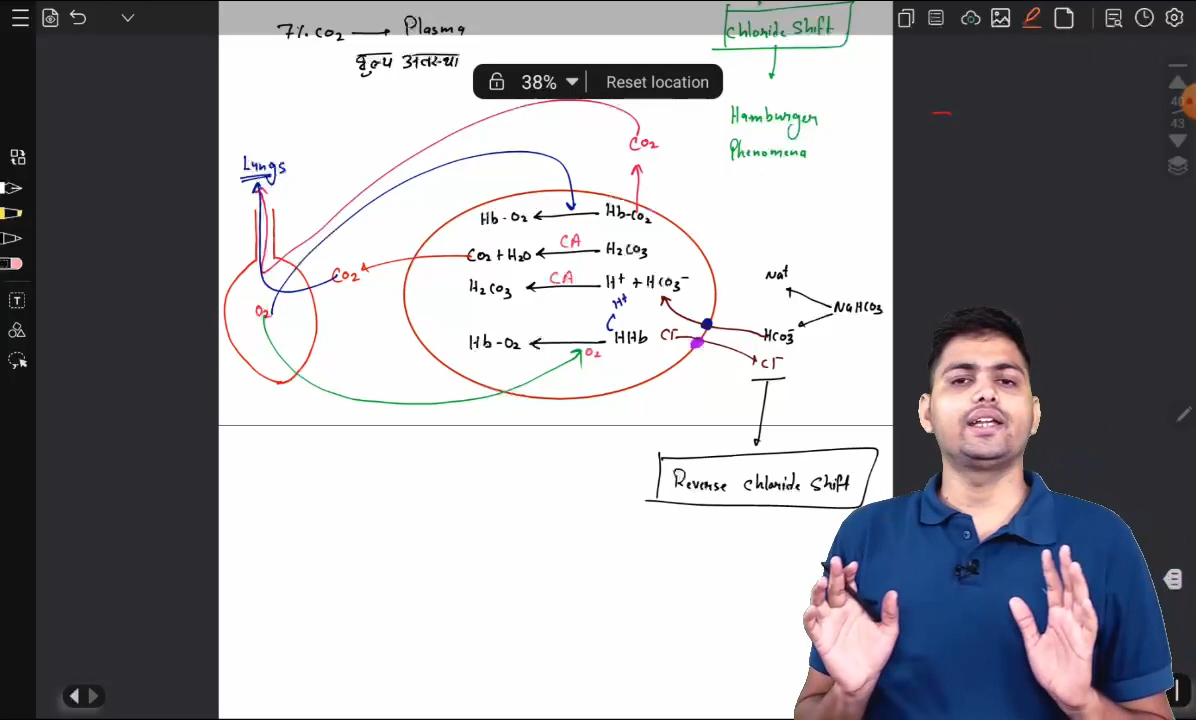 7% CO2 → Plasma
घुल्य अवस्था
Chloride Shift
38% Reset location
Hamburger
Phenomena
CO2
Lungs
Hb-O2 ← Hb-CO2
CO2 + H2O ← CA H2CO3
CO2
H2CO3 ← CA H+ + HCO3-
H+
Na+
NaHCO3
O2
HCO3-
Hb-O2 ← HHb
O2
Cl-
Cl-
Reverse chloride shift
43